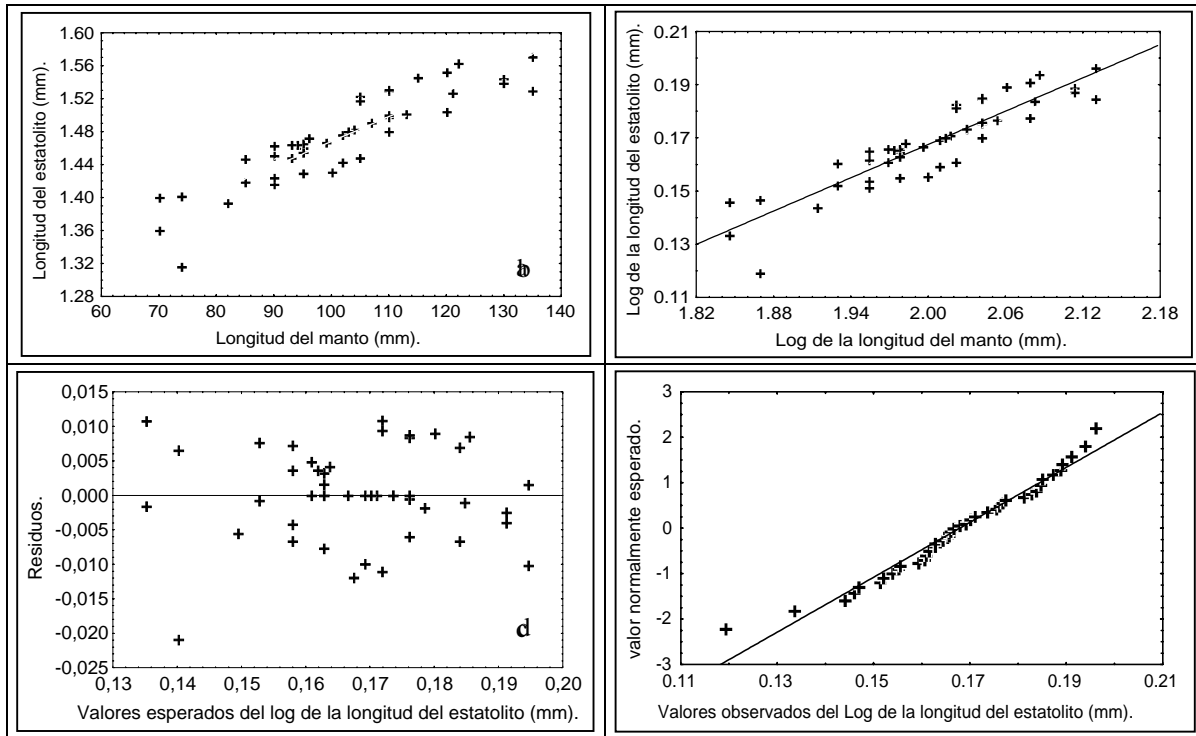 Longitud del estatolito (mm).
1.60
1.56
1.52
1.48
1.44
1.40
1.36
1.32
1.28
60 70 80 90 100 110 120 130 140
Longitud del manto (mm).
b
Log de la longitud del estatolito (mm).
0.21
0.19
0.17
0.15
0.13
0.11
1.82 1.88 1.94 2.00 2.06 2.12 2.18
Log de la longitud del manto (mm).
Residuos.
0,015
0,010
0,005
0,000
-0,005
-0,010
-0,015
-0,020
-0,025
0,13 0,14 0,15 0,16 0,17 0,18 0,19 0,20
Valores esperados del log de la longitud del estatolito (mm).
d
valor normalmente esperado.
3
2
1
0
-1
-2
-3
0.11 0.13 0.15 0.17 0.19 0.21
Valores observados del Log de la longitud del estatolito (mm).